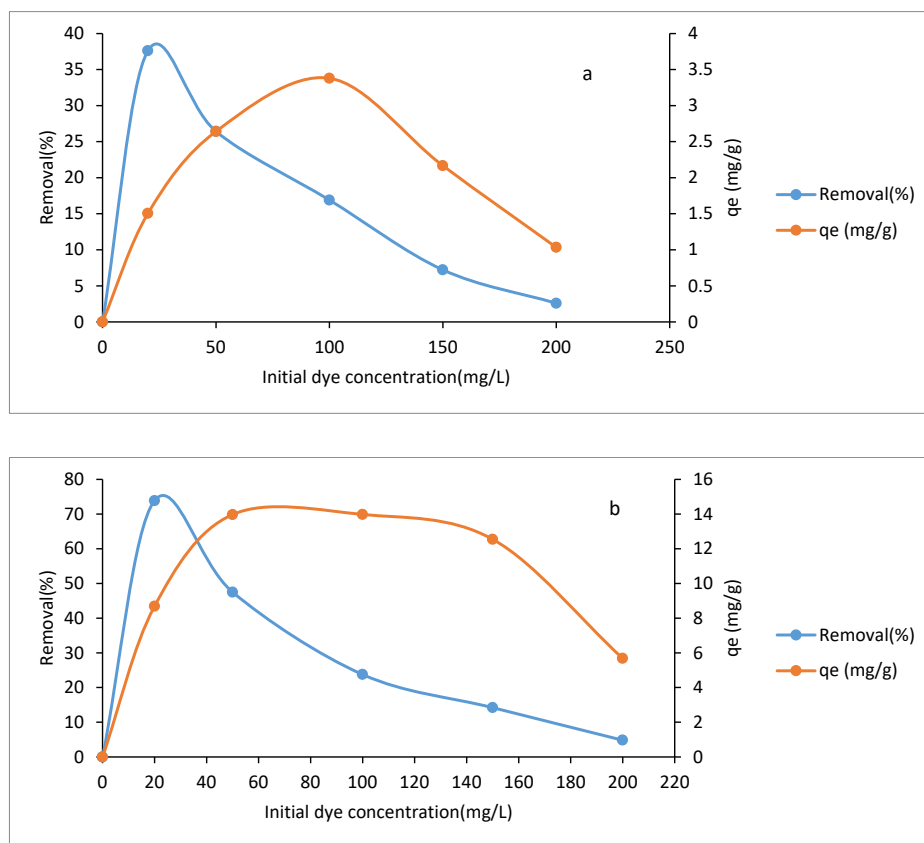 a
40
35
30
25
20
15
10
5
0
Removal(%)
4
3.5
3
2.5
2
1.5
1
0.5
0
qe (mg/g)
0 50 100 150 200 250
Initial dye concentration(mg/L)
Removal(%)
qe (mg/g)
b
80
70
60
50
40
30
20
10
0
Removal(%)
16
14
12
10
8
6
4
2
0
qe (mg/g)
0 20 40 60 80 100 120 140 160 180 200 220
Initial dye concentration(mg/L)
Removal(%)
qe (mg/g)